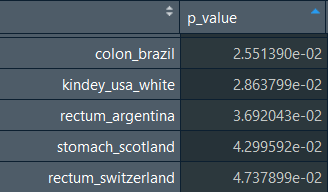 p_value
colon_brazil 2.551390e-02
kindey_usa_white 2.863799e-02
rectum_argentina 3.692043e-02
stomach_scotland 4.299592e-02
rectum_switzerland 4.737899e-02